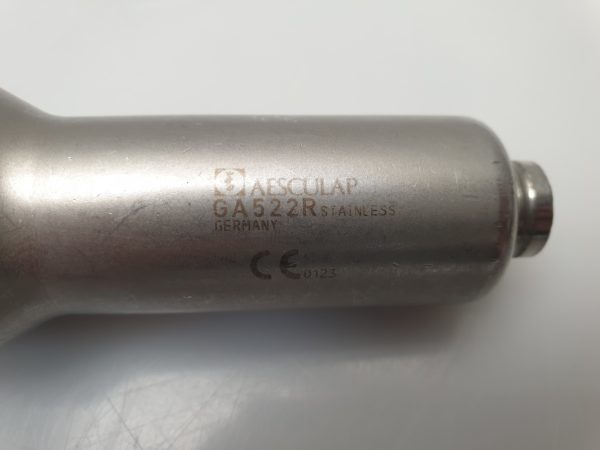 AESCULAP
GA522R STAINLESS
GERMANY
CE 0123